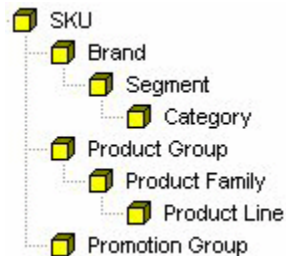 SKU
Brand
Segment
Category
Product Group
Product Family
Product Line
Promotion Group